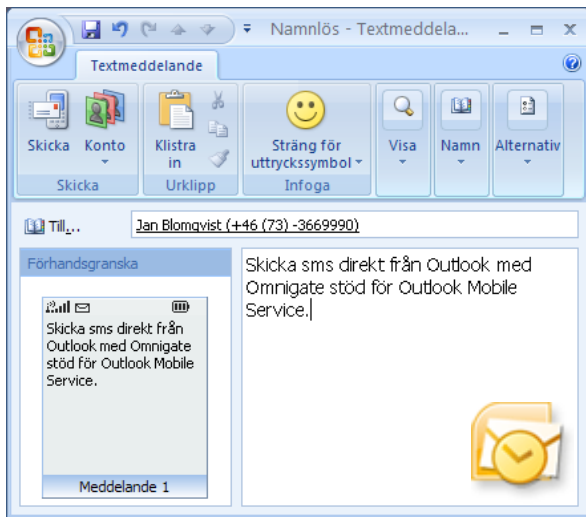 Namnlös - Textmeddela...
Textmeddelande
Skicka
Konto
Klistra
in
Sträng för
uttryckssymbol
Visa
Namn
Alternativ
Skicka
Urklipp
Infoga
Till...
Jan Blomqvist (+46 (73) -3669990)
Förhandsgranska
Skicka sms direkt från
Outlook med Omnigate
stöd för Outlook Mobile
Service.
Meddelande 1
Skicka sms direkt från Outlook med
Omnigate stöd för Outlook Mobile
Service.